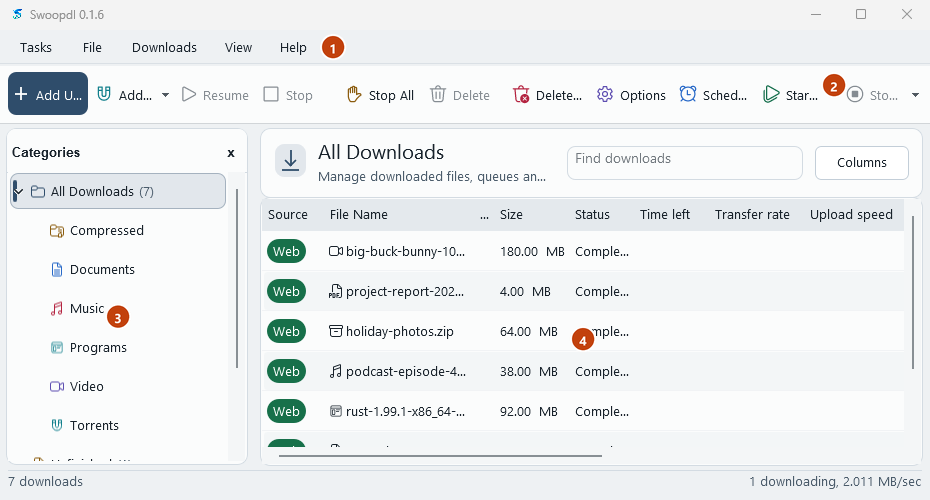 Swoopdl 0.1.6
Tasks File Downloads View Help 1
Add U... Add... Resume Stop Stop All Delete Delete... Options Sched... Star... 2 Sto...
Categories x
All Downloads (7)
Compressed
Documents
Music 3
Programs
Video
Torrents
All Downloads
Manage downloaded files, queues an...
Find downloads
Columns
Source File Name ... Size Status Time left Transfer rate Upload speed
Web big-buck-bunny-10... 180.00 MB Comple...
Web PDF project-report-202... 4.00 MB Comple...
Web holiday-photos.zip 64.00 MB 4 Comple...
Web podcast-episode-4... 38.00 MB Comple...
Web rust-1.99.1-x86_64-... 92.00 MB Comple...
7 downloads
1 downloading, 2.011 MB/sec